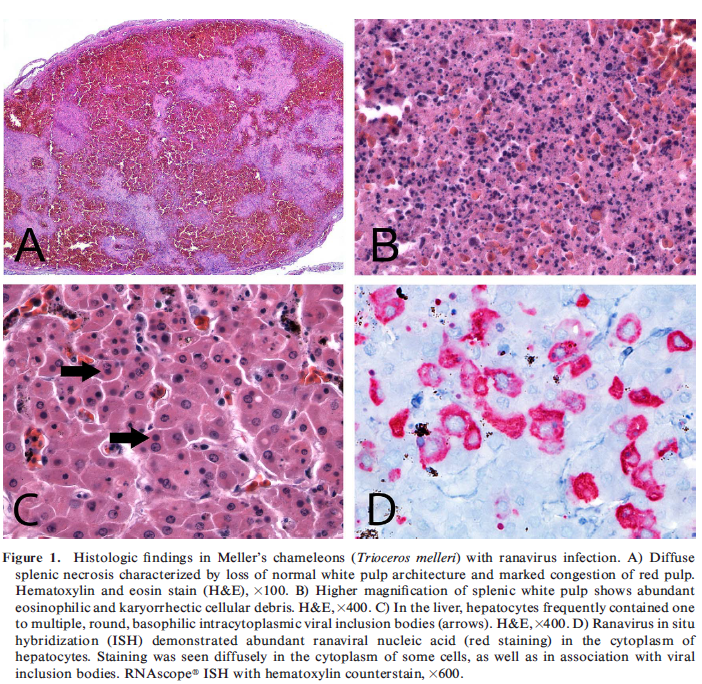 A
B
C
D
Figure 1. Histologic findings in Meller's chameleons (Trioceros melleri) with ranavirus infection. A) Diffuse
splenic necrosis characterized by loss of normal white pulp architecture and marked congestion of red pulp.
Hematoxylin and eosin stain (H&E), ×100. B) Higher magnification of splenic white pulp shows abundant
eosinophilic and karyorrhectic cellular debris. H&E, ×400. C) In the liver, hepatocytes frequently contained one
to multiple, round, basophilic intracytoplasmic viral inclusion bodies (arrows). H&E, ×400. D) Ranavirus in situ
hybridization (ISH) demonstrated abundant ranaviral nucleic acid (red staining) in the cytoplasm of
hepatocytes. Staining was seen diffusely in the cytoplasm of some cells, as well as in association with viral
inclusion bodies. RNAscope® ISH with hematoxylin counterstain, ×600.